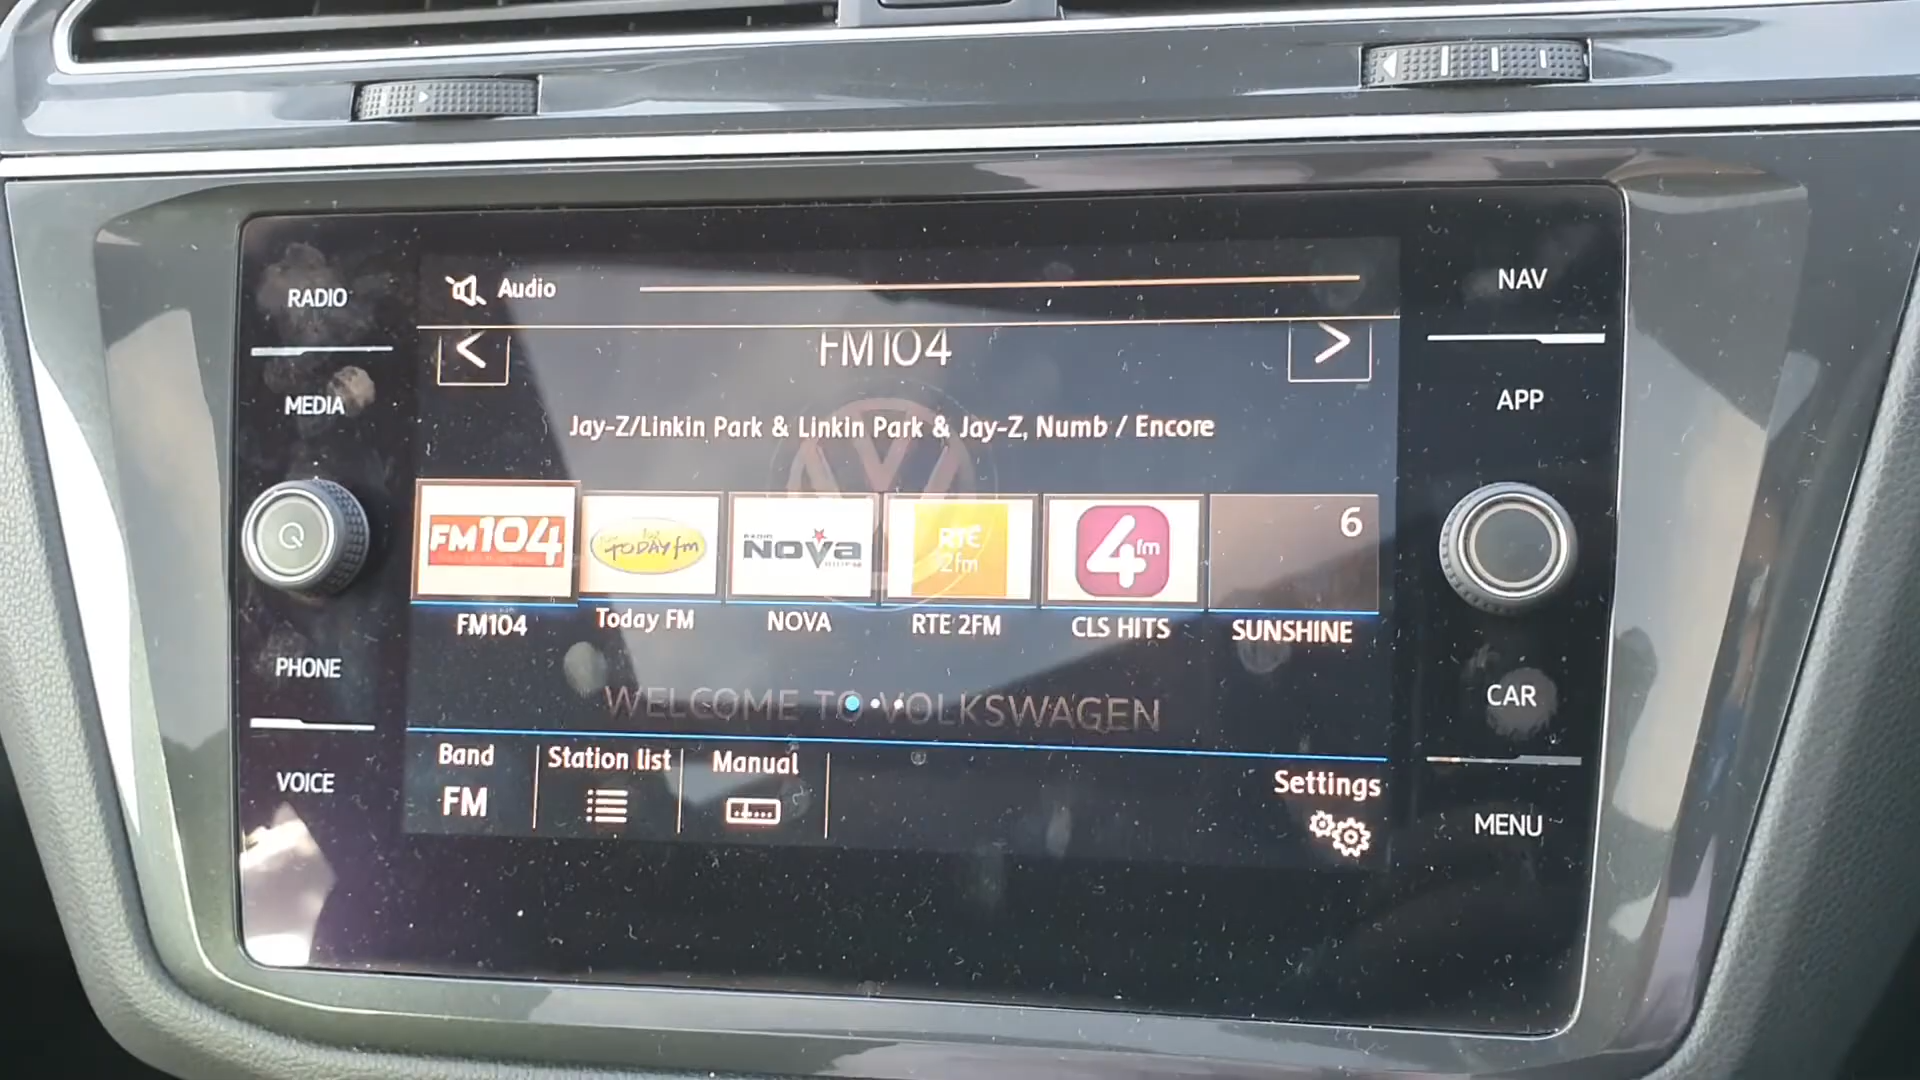 RADIO
MEDIA
PHONE
VOICE
Audio
FM104
Jay-Z/Linkin Park & Linkin Park & Jay-Z, Numb / Encore
FM104
TODAY fm
RADIO
NOVA
RTÉ
2fm
4fm
6
FM104
Today FM
NOVA
RTE 2FM
CLS HITS
SUNSHINE
WELCOME TO VOLKSWAGEN
Band
FM
Station list
Manual
Settings
NAV
APP
CAR
MENU